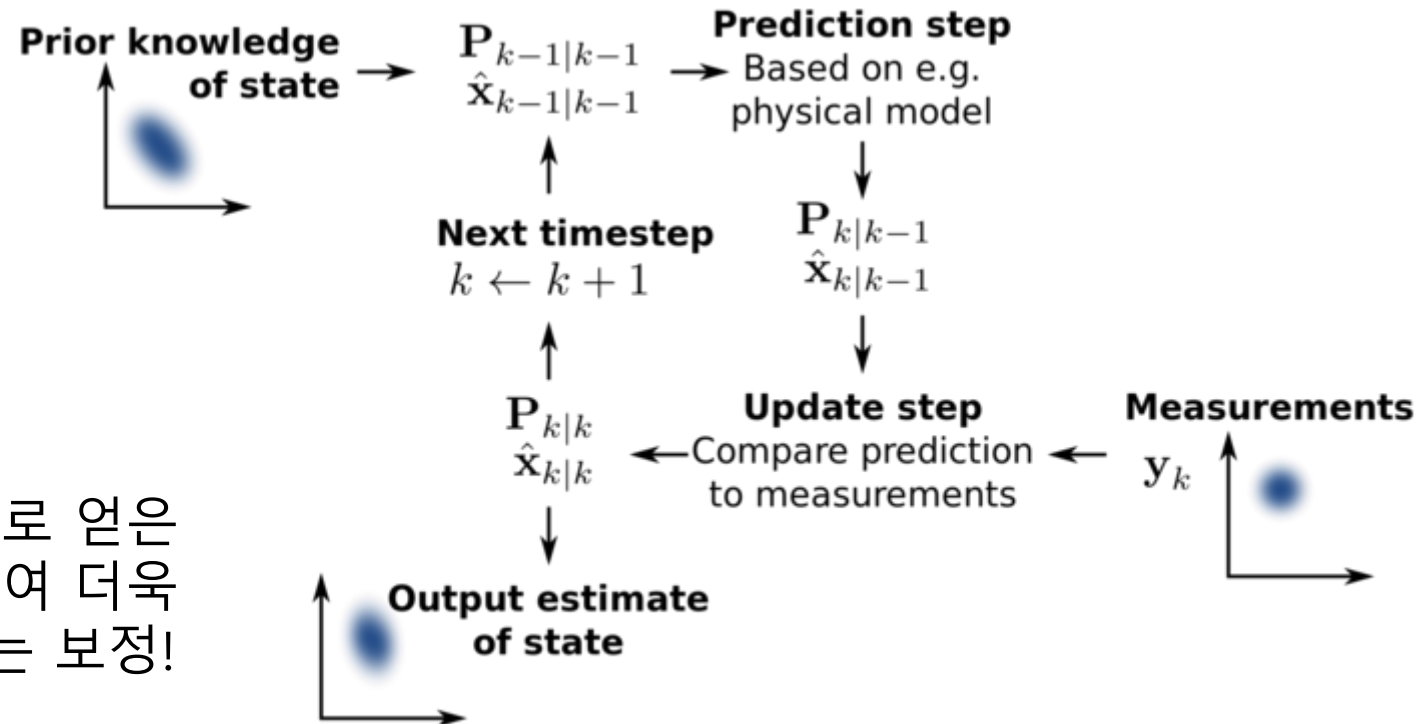 Prior knowledge
of state
P_{k−1|k−1}
x̂_{k−1|k−1}
Prediction step
Based on e.g.
physical model
P_{k|k−1}
x̂_{k|k−1}
Next timestep
k ← k + 1
Update step
Compare prediction
to measurements
Measurements
y_k
P_{k|k}
x̂_{k|k}
Output estimate
of state
로 얻은
여 더욱
는 보정!